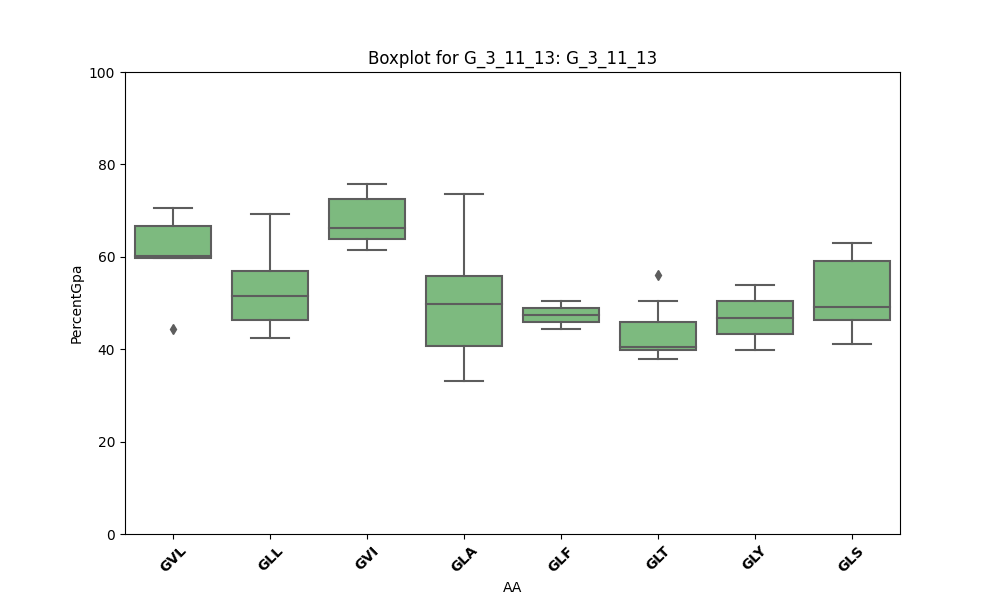 Boxplot for G_3_11_13: G_3_11_13
100
80
60
40
20
0
PercentGpa
GVL
GLL
GVI
GLA
GLF
GLT
GLY
GLS
AA